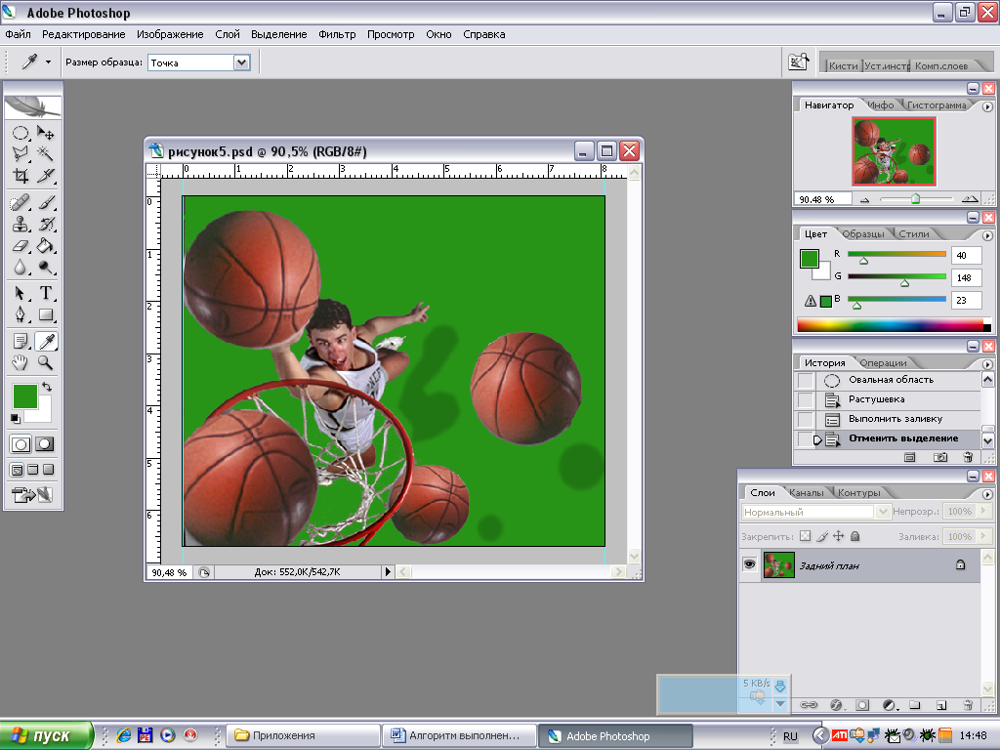 Adobe Photoshop
Файл Редактирование Изображение Слой Выделение Фильтр Просмотр Окно Справка
Размер образца: Точка
Кисти Уст.инстр Комп.слоев
Навигатор Инфо Гистограмма
90.48 %
рисунок5.psd @ 90,5% (RGB/8#)
0 1 2 3 4 5 6 7 8
0
1
2
3
4
5
6
Цвет Образцы Стили
R 40
G 148
B 23
История Операции
Овальная область
Растушевка
Выполнить заливку
Отменить выделение
Слои Каналы Контуры
Нормальный Непрозр.: 100%
Закрепить: Заливка: 100%
Задний план
90,48 % Док: 552,0K/542,7K
5 KB/s
пуск Приложения Алгоритм выполнен... Adobe Photoshop RU ATI 14:48